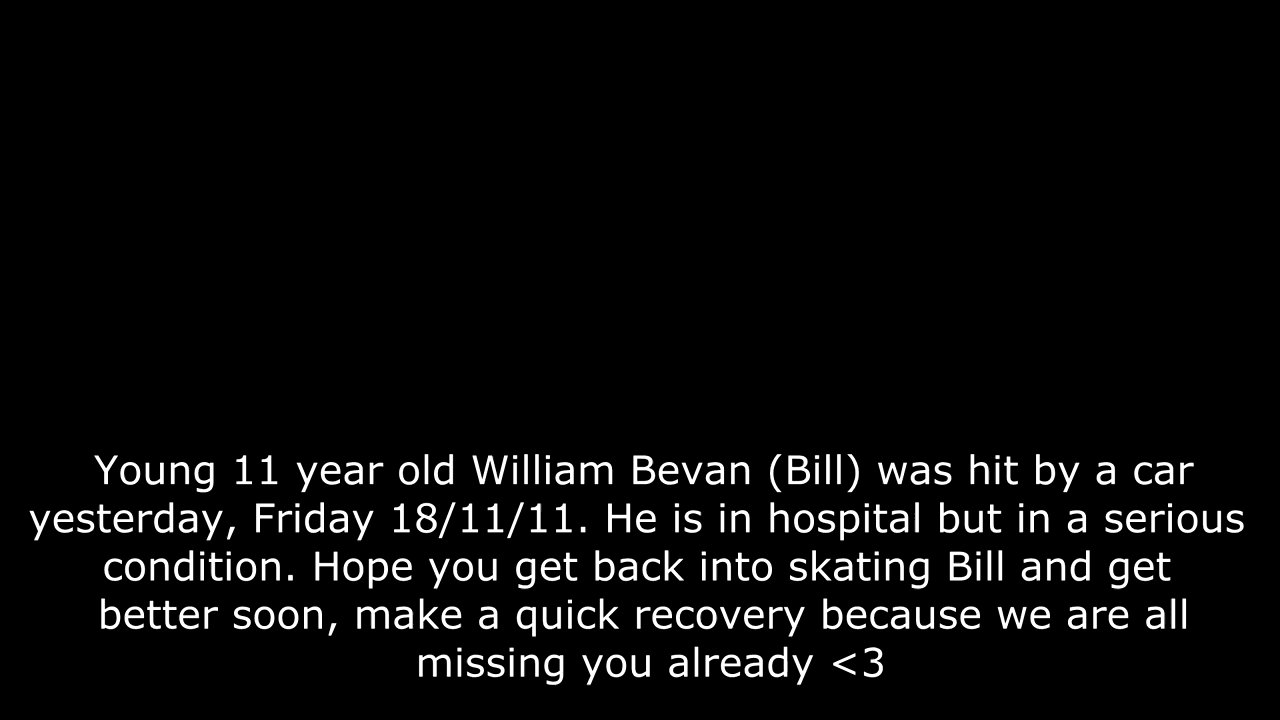 Young 11 year old William Bevan (Bill) was hit by a car
yesterday, Friday 18/11/11. He is in hospital but in a serious
condition. Hope you get back into skating Bill and get
better soon, make a quick recovery because we are all
missing you already <3